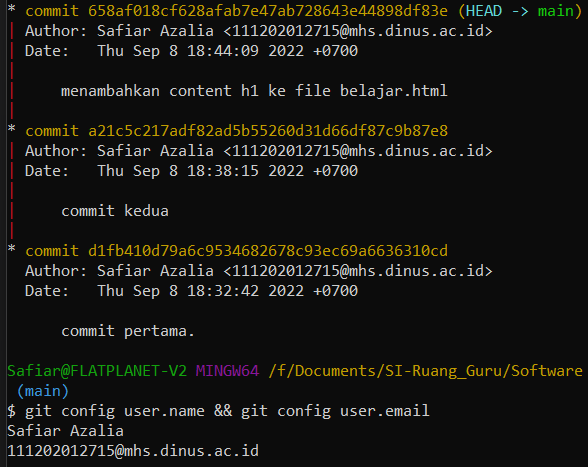 * commit 658af018cf628afab7e47ab728643e44898df83e (HEAD -> main)
| Author: Safiar Azalia <111202012715@mhs.dinus.ac.id>
| Date:   Thu Sep 8 18:44:09 2022 +0700
|
|     menambahkan content h1 ke file belajar.html
|
* commit a21c5c217adf82ad5b55260d31d66df87c9b87e8
| Author: Safiar Azalia <111202012715@mhs.dinus.ac.id>
| Date:   Thu Sep 8 18:38:15 2022 +0700
|
|     commit kedua
|
* commit d1fb410d79a6c9534682678c93ec69a6636310cd
  Author: Safiar Azalia <111202012715@mhs.dinus.ac.id>
  Date:   Thu Sep 8 18:32:42 2022 +0700

      commit pertama.

Safiar@FLATPLANET-V2 MINGW64 /f/Documents/SI-Ruang_Guru/Software
 (main)
$ git config user.name && git config user.email
Safiar Azalia
111202012715@mhs.dinus.ac.id